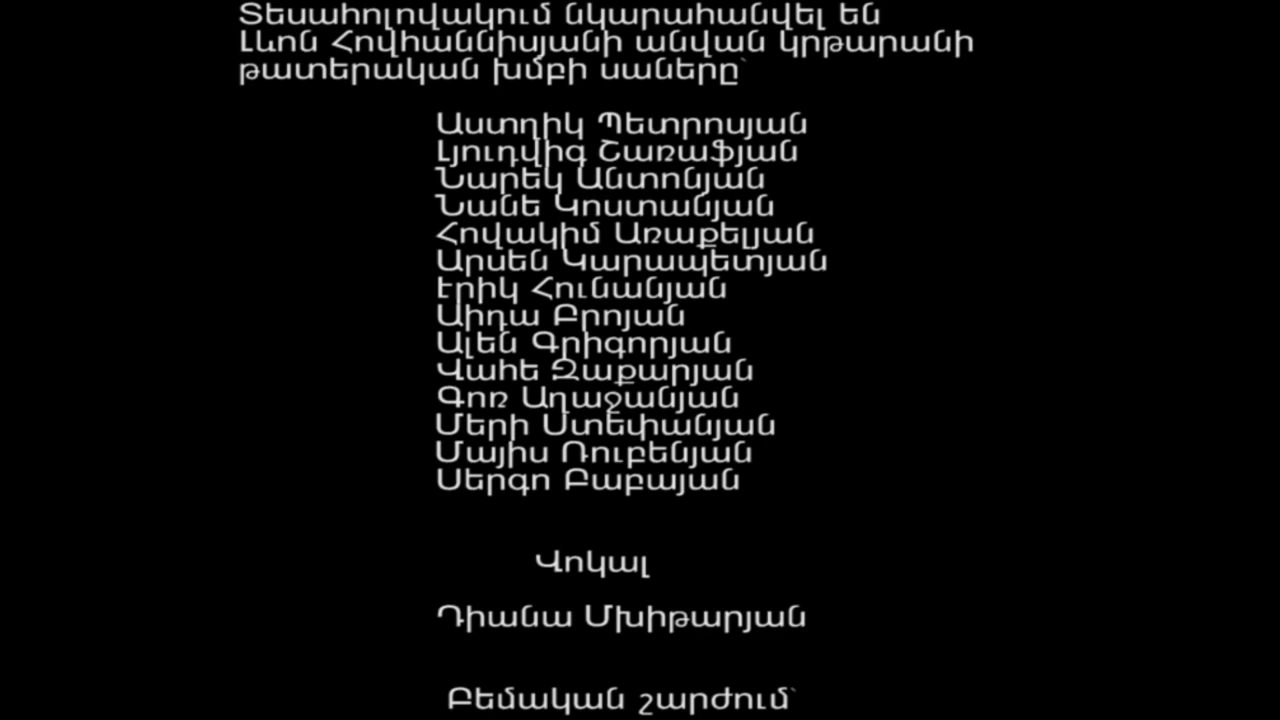 Տեսահոլովակում նկարահանվել են
Լևոն Հովհաննիսյանի անվան կրթարանի
թատերական խմբի սաները՝
Աստղիկ Պետրոսյան
Լյուդվիգ Շառաֆյան
Նարեկ Անտոնյան
Նանե Կոստանյան
Հովակիմ Առաքելյան
Արսեն Կարապետյան
Էրիկ Հունանյան
Աիդա Բրոյան
Ալեն Գրիգորյան
Վահե Զաքարյան
Գոռ Աղաջանյան
Մերի Ստեփանյան
Մայիս Ռուբենյան
Սերգո Բաբայան
Վոկալ
Դիանա Մխիթարյան
Բեմական շարժում՝